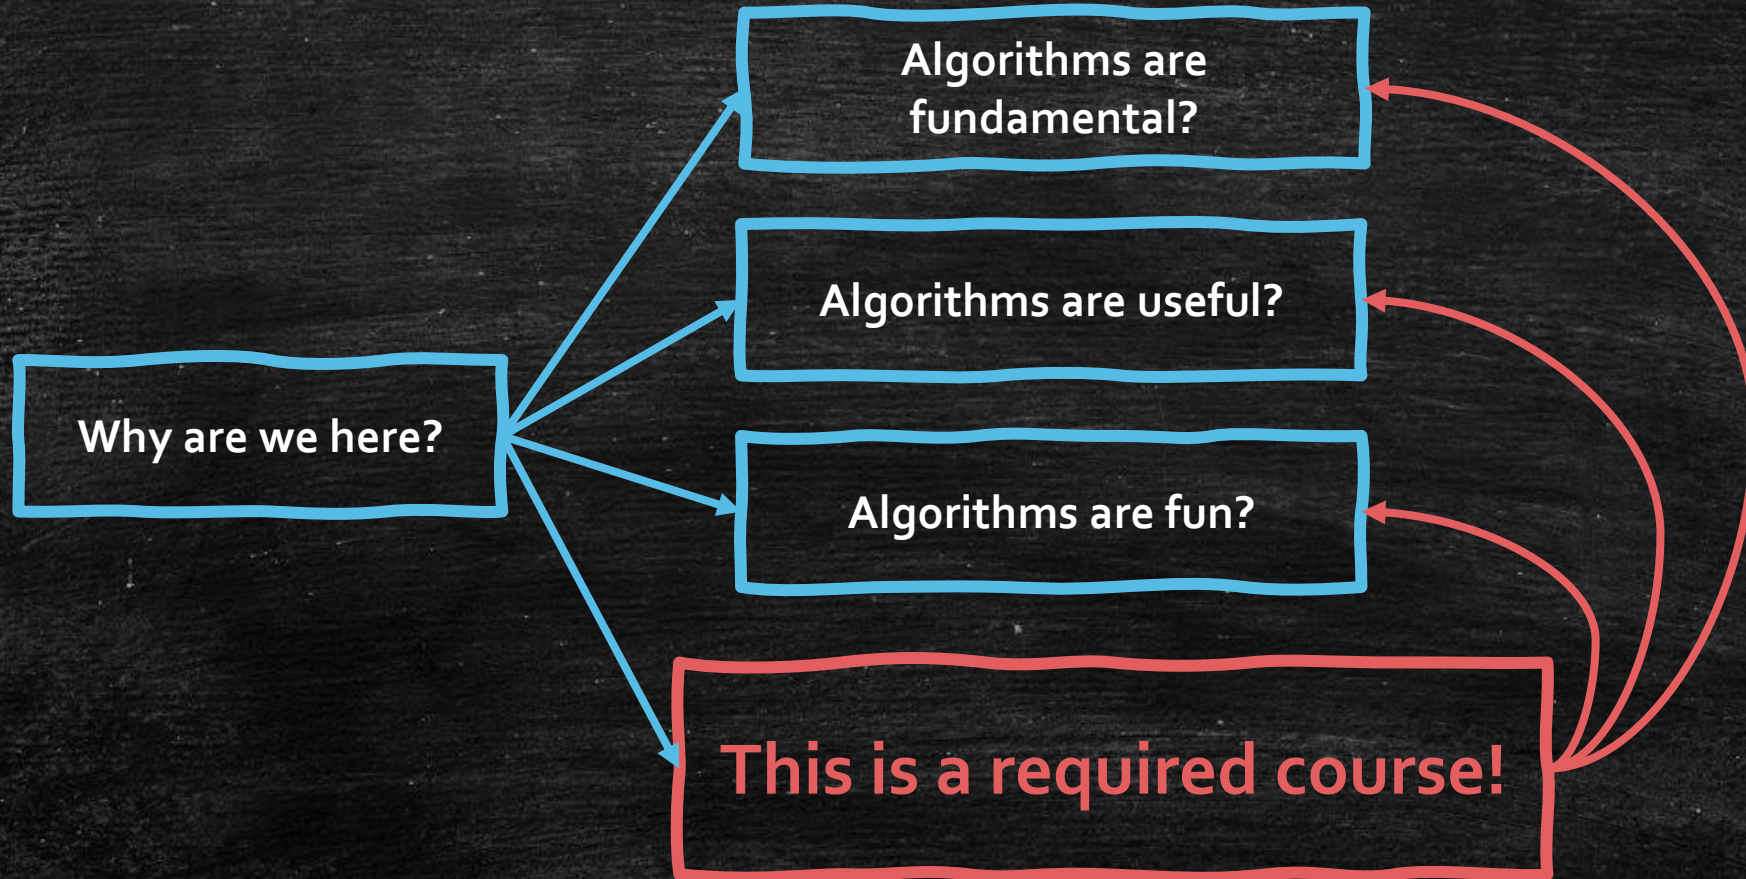 Algorithms are
fundamental?
Algorithms are useful?
Why are we here?
Algorithms are fun?
This is a required course!